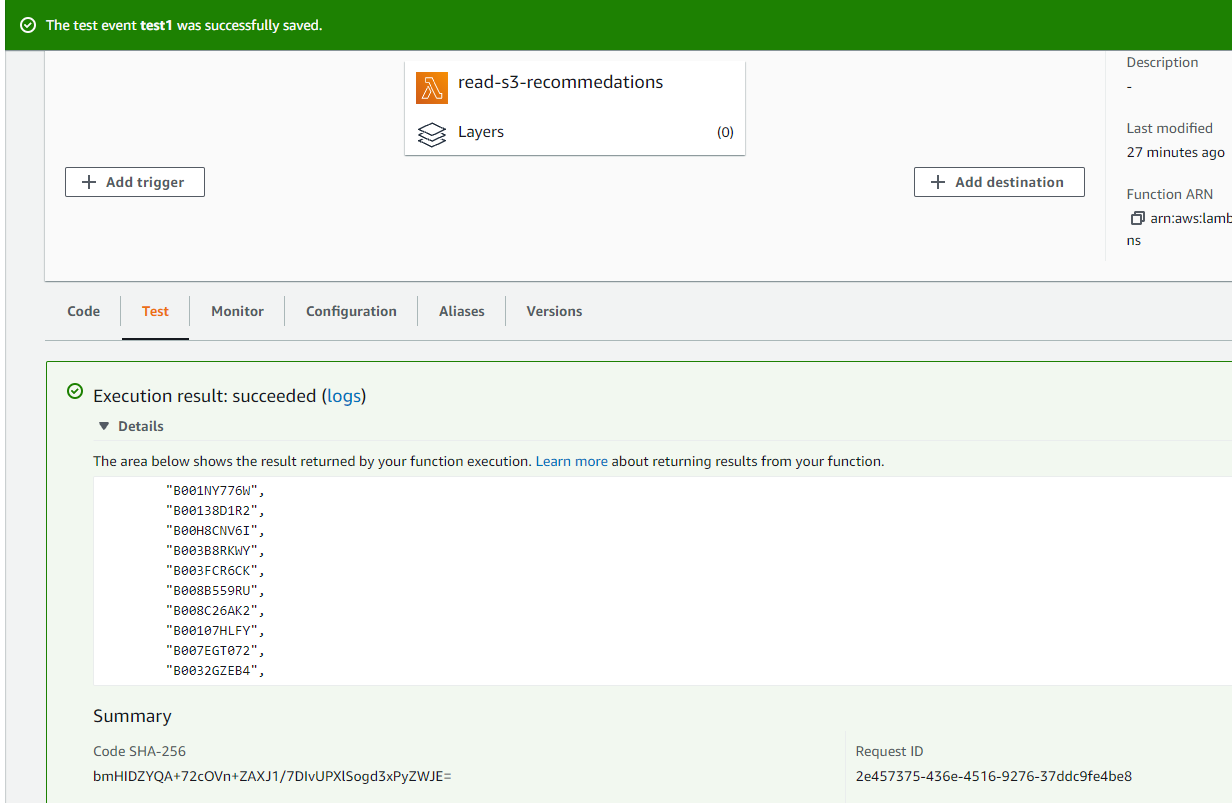 The test event test1 was successfully saved.
read-s3-recommedations
Layers
(0)
Add trigger
Add destination
Description
-
Last modified
27 minutes ago
Function ARN
arn:aws:lamb
ns
Code
Test
Monitor
Configuration
Aliases
Versions
Execution result: succeeded (logs)
Details
The area below shows the result returned by your function execution. Learn more about returning results from your function.
"B001NY776W",
"B00138D1R2",
"B00H8CNV6I",
"B003B8RKWY",
"B003FCR6CK",
"B008B559RU",
"B008C26AK2",
"B00107HLFY",
"B007EGT072",
"B0032GZEB4",
Summary
Code SHA-256
bmHIDZYQA+72cOVn+ZAXJ1/7DIvUPXlSogd3xPyZWJE=
Request ID
2e457375-436e-4516-9276-37ddc9fe4be8